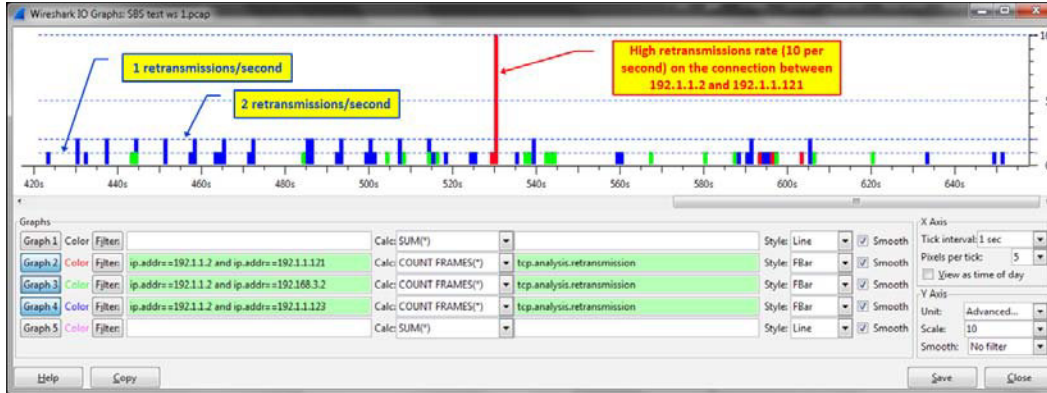 Wireshark IO Graphs: SBS test ws 1.pcap
10
1 retransmissions/second
2 retransmissions/second
High retransmissions rate (10 per
second) on the connection between
192.1.1.2 and 192.1.1.121
5
0
420s 440s 460s 480s 500s 520s 540s 560s 580s 600s 620s 640s
Graphs
Graph 1 Color Filter: Calc: SUM(*) Style: Line Smooth
Graph 2 Color Filter: ip.addr==192.1.1.2 and ip.addr==192.1.1.121 Calc: COUNT FRAMES(*) tcp.analysis.retransmission Style: FBar Smooth
Graph 3 Color Filter: ip.addr==192.1.1.2 and ip.addr==192.168.3.2 Calc: COUNT FRAMES(*) tcp.analysis.retransmission Style: FBar Smooth
Graph 4 Color Filter: ip.addr==192.1.1.2 and ip.addr==192.1.1.123 Calc: COUNT FRAMES(*) tcp.analysis.retransmission Style: FBar Smooth
Graph 5 Color Filter: Calc: SUM(*) Style: Line Smooth
X Axis
Tick interval: 1 sec
Pixels per tick: 5
View as time of day
Y Axis
Unit: Advanced...
Scale: 10
Smooth: No filter
Help Copy Save Close